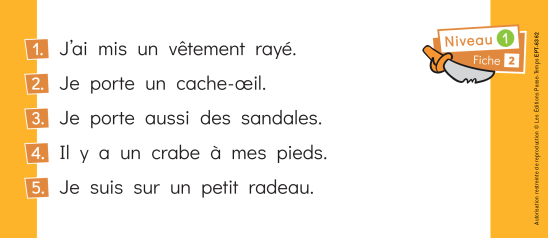 1. J'ai mis un vêtement rayé.
2. Je porte un cache-œil.
3. Je porte aussi des sandales.
4. Il y a un crabe à mes pieds.
5. Je suis sur un petit radeau.
Niveau 1
Fiche 2
Autorisation restreinte de reproduction © Les Éditions Passe-Temps EPT-6362